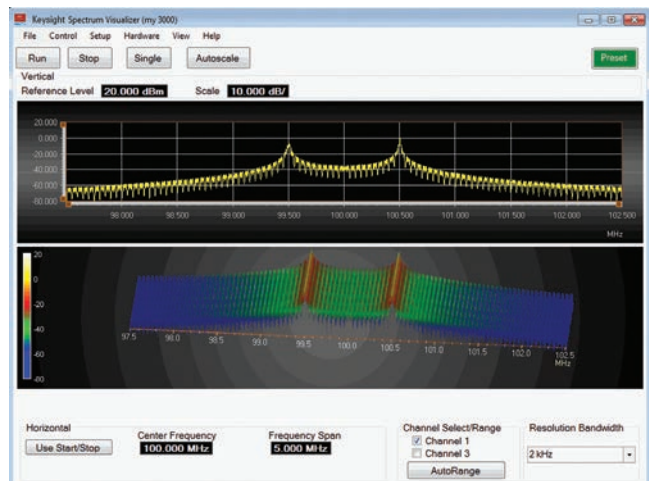 Keysight Spectrum Visualizer (my 3000)
File Control Setup Hardware View Help
Run Stop Single Autoscale Preset
Vertical
Reference Level 20.000 dBm Scale 10.000 dB/
20.000
0.000
-20.000
-40.000
-60.000
-80.000
98.000 98.500 99.000 99.500 100.000 100.500 101.000 101.500 102.000 102.500
MHz
20
0
-20
-40
-60
-80
97.5 98.0 98.5 99.0 99.5 100.0 100.5 101.0 101.5 102.0 102.5
MHz
Horizontal
Use Start/Stop
Center Frequency
100.000 MHz
Frequency Span
5.000 MHz
Channel Select/Range
Channel 1
Channel 3
AutoRange
Resolution Bandwidth
2 kHz